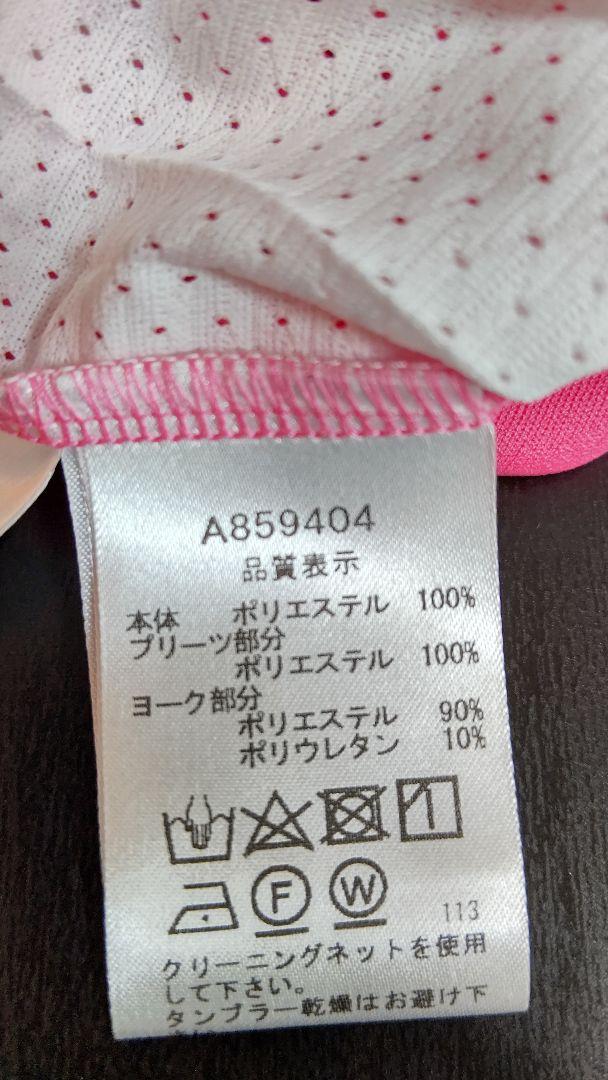 A859404
品質表示
本体 ポリエステル 100%
プリーツ部分
ポリエステル 100%
ヨーク部分
ポリエステル 90%
ポリウレタン 10%
F W 113
クリーニングネットを使用
して下さい。
タンブラー乾燥はお避け下